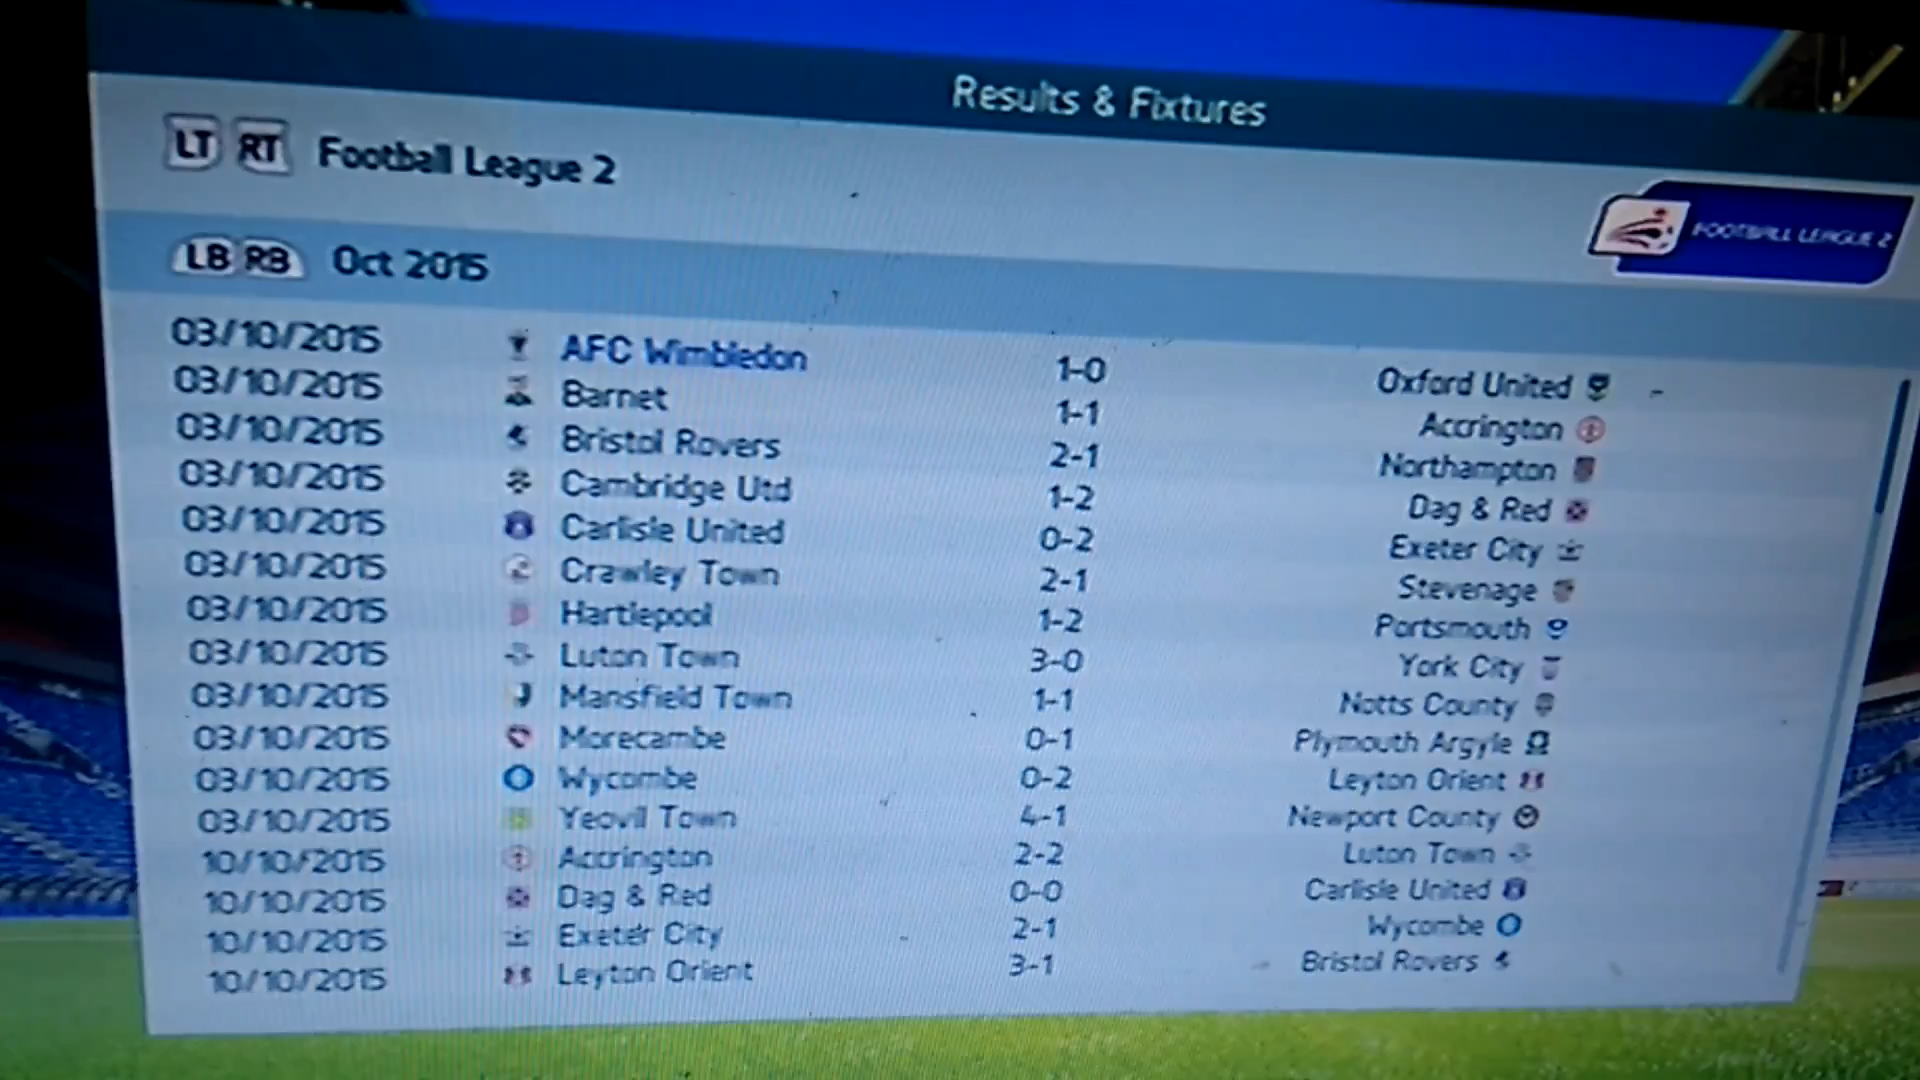 Results & Fixtures
LT RT Football League 2
FOOTBALL LEAGUE 2
LB RB Oct 2015
03/10/2015 AFC Wimbledon 1-0 Oxford United
03/10/2015 Barnet 1-1 Accrington
03/10/2015 Bristol Rovers 2-1 Northampton
03/10/2015 Cambridge Utd 1-2 Dag & Red
03/10/2015 Carlisle United 0-2 Exeter City
03/10/2015 Crawley Town 2-1 Stevenage
03/10/2015 Hartlepool 1-2 Portsmouth
03/10/2015 Luton Town 3-0 York City
03/10/2015 Mansfield Town 1-1 Notts County
03/10/2015 Morecambe 0-1 Plymouth Argyle
03/10/2015 Wycombe 0-2 Leyton Orient
03/10/2015 Yeovil Town 4-1 Newport County
10/10/2015 Accrington 2-2 Luton Town
10/10/2015 Dag & Red 0-0 Carlisle United
10/10/2015 Exeter City 2-1 Wycombe
10/10/2015 Leyton Orient 3-1 Bristol Rovers